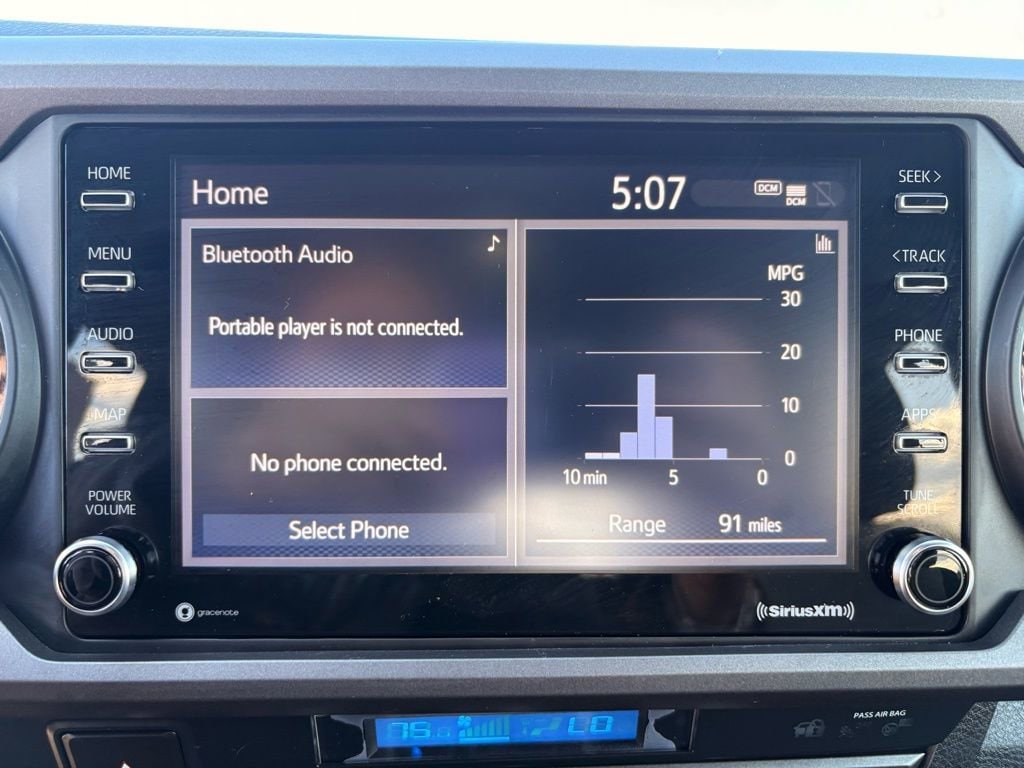 HOME
MENU
AUDIO
MAP
POWER
VOLUME
Home
5:07
DCM
DCM
Bluetooth Audio
Portable player is not connected.
No phone connected.
Select Phone
MPG
30
20
10
0
10 min 5 0
Range 91 miles
SEEK >
< TRACK
PHONE
APPS
TUNE
SCROLL
gracenote
SiriusXM
LO
PASS AIR BAG